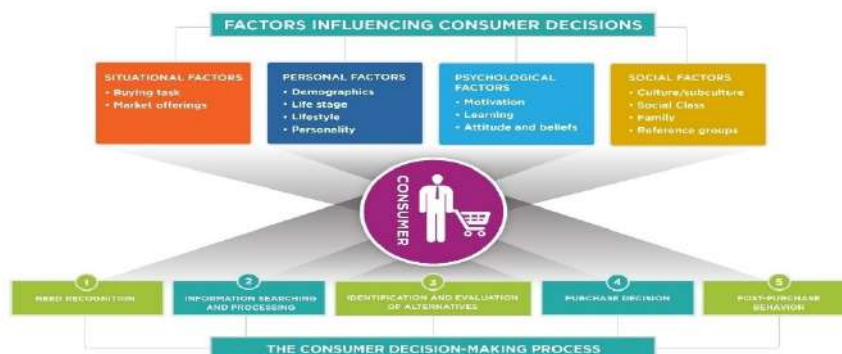 FACTORS INFLUENCING CONSUMER DECISIONS
SITUATIONAL FACTORS
• Buying task
• Market offerings
PERSONAL FACTORS
• Demographics
• Life stage
• Lifestyle
• Personality
PSYCHOLOGICAL
FACTORS
• Motivation
• Learning
• Attitude and beliefs
SOCIAL FACTORS
• Culture/subculture
• Social Class
• Family
• Reference groups
CONSUMER
1
NEED RECOGNITION
2
INFORMATION SEARCHING
AND PROCESSING
3
IDENTIFICATION AND EVALUATION
OF ALTERNATIVES
4
PURCHASE DECISION
5
POST-PURCHASE
BEHAVIOR
THE CONSUMER DECISION-MAKING PROCESS